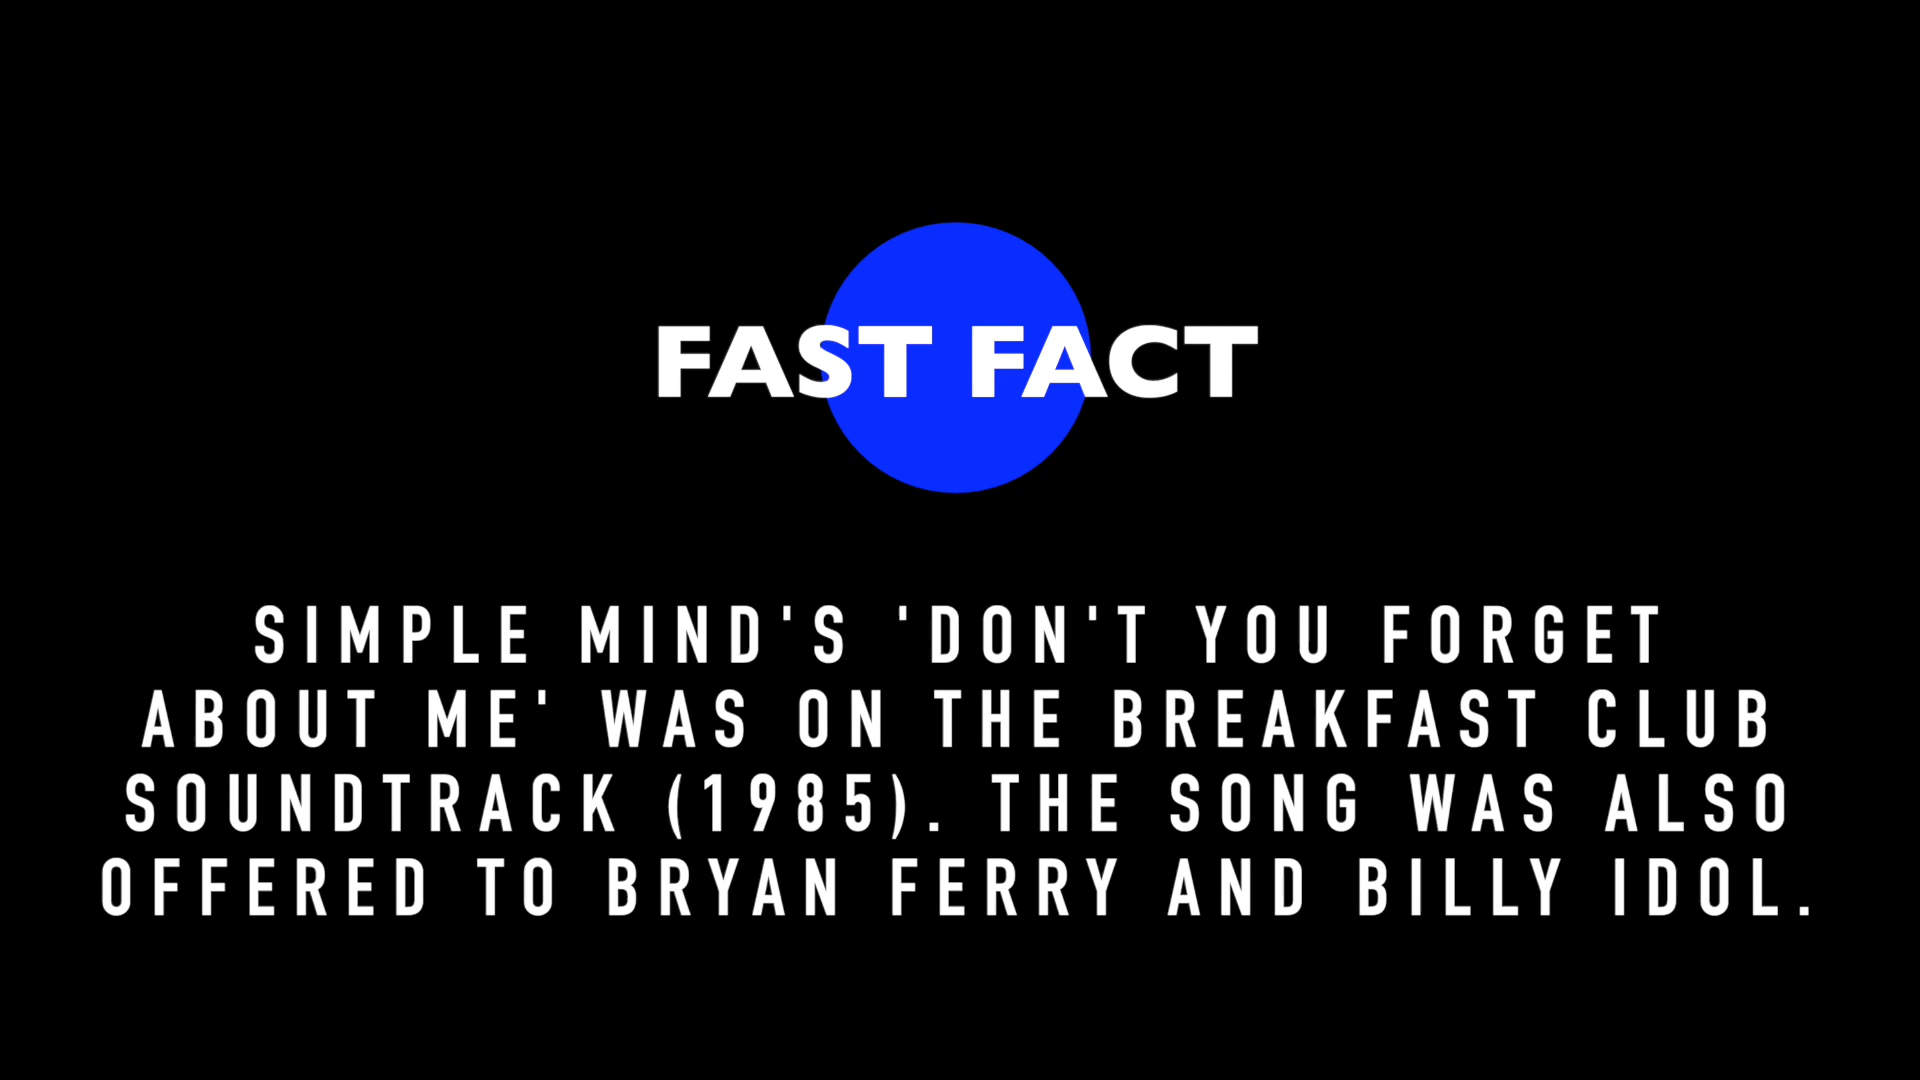 FAST FACT
SIMPLE MIND'S 'DON'T YOU FORGET
ABOUT ME' WAS ON THE BREAKFAST CLUB
SOUNDTRACK (1985). THE SONG WAS ALSO
OFFERED TO BRYAN FERRY AND BILLY IDOL.